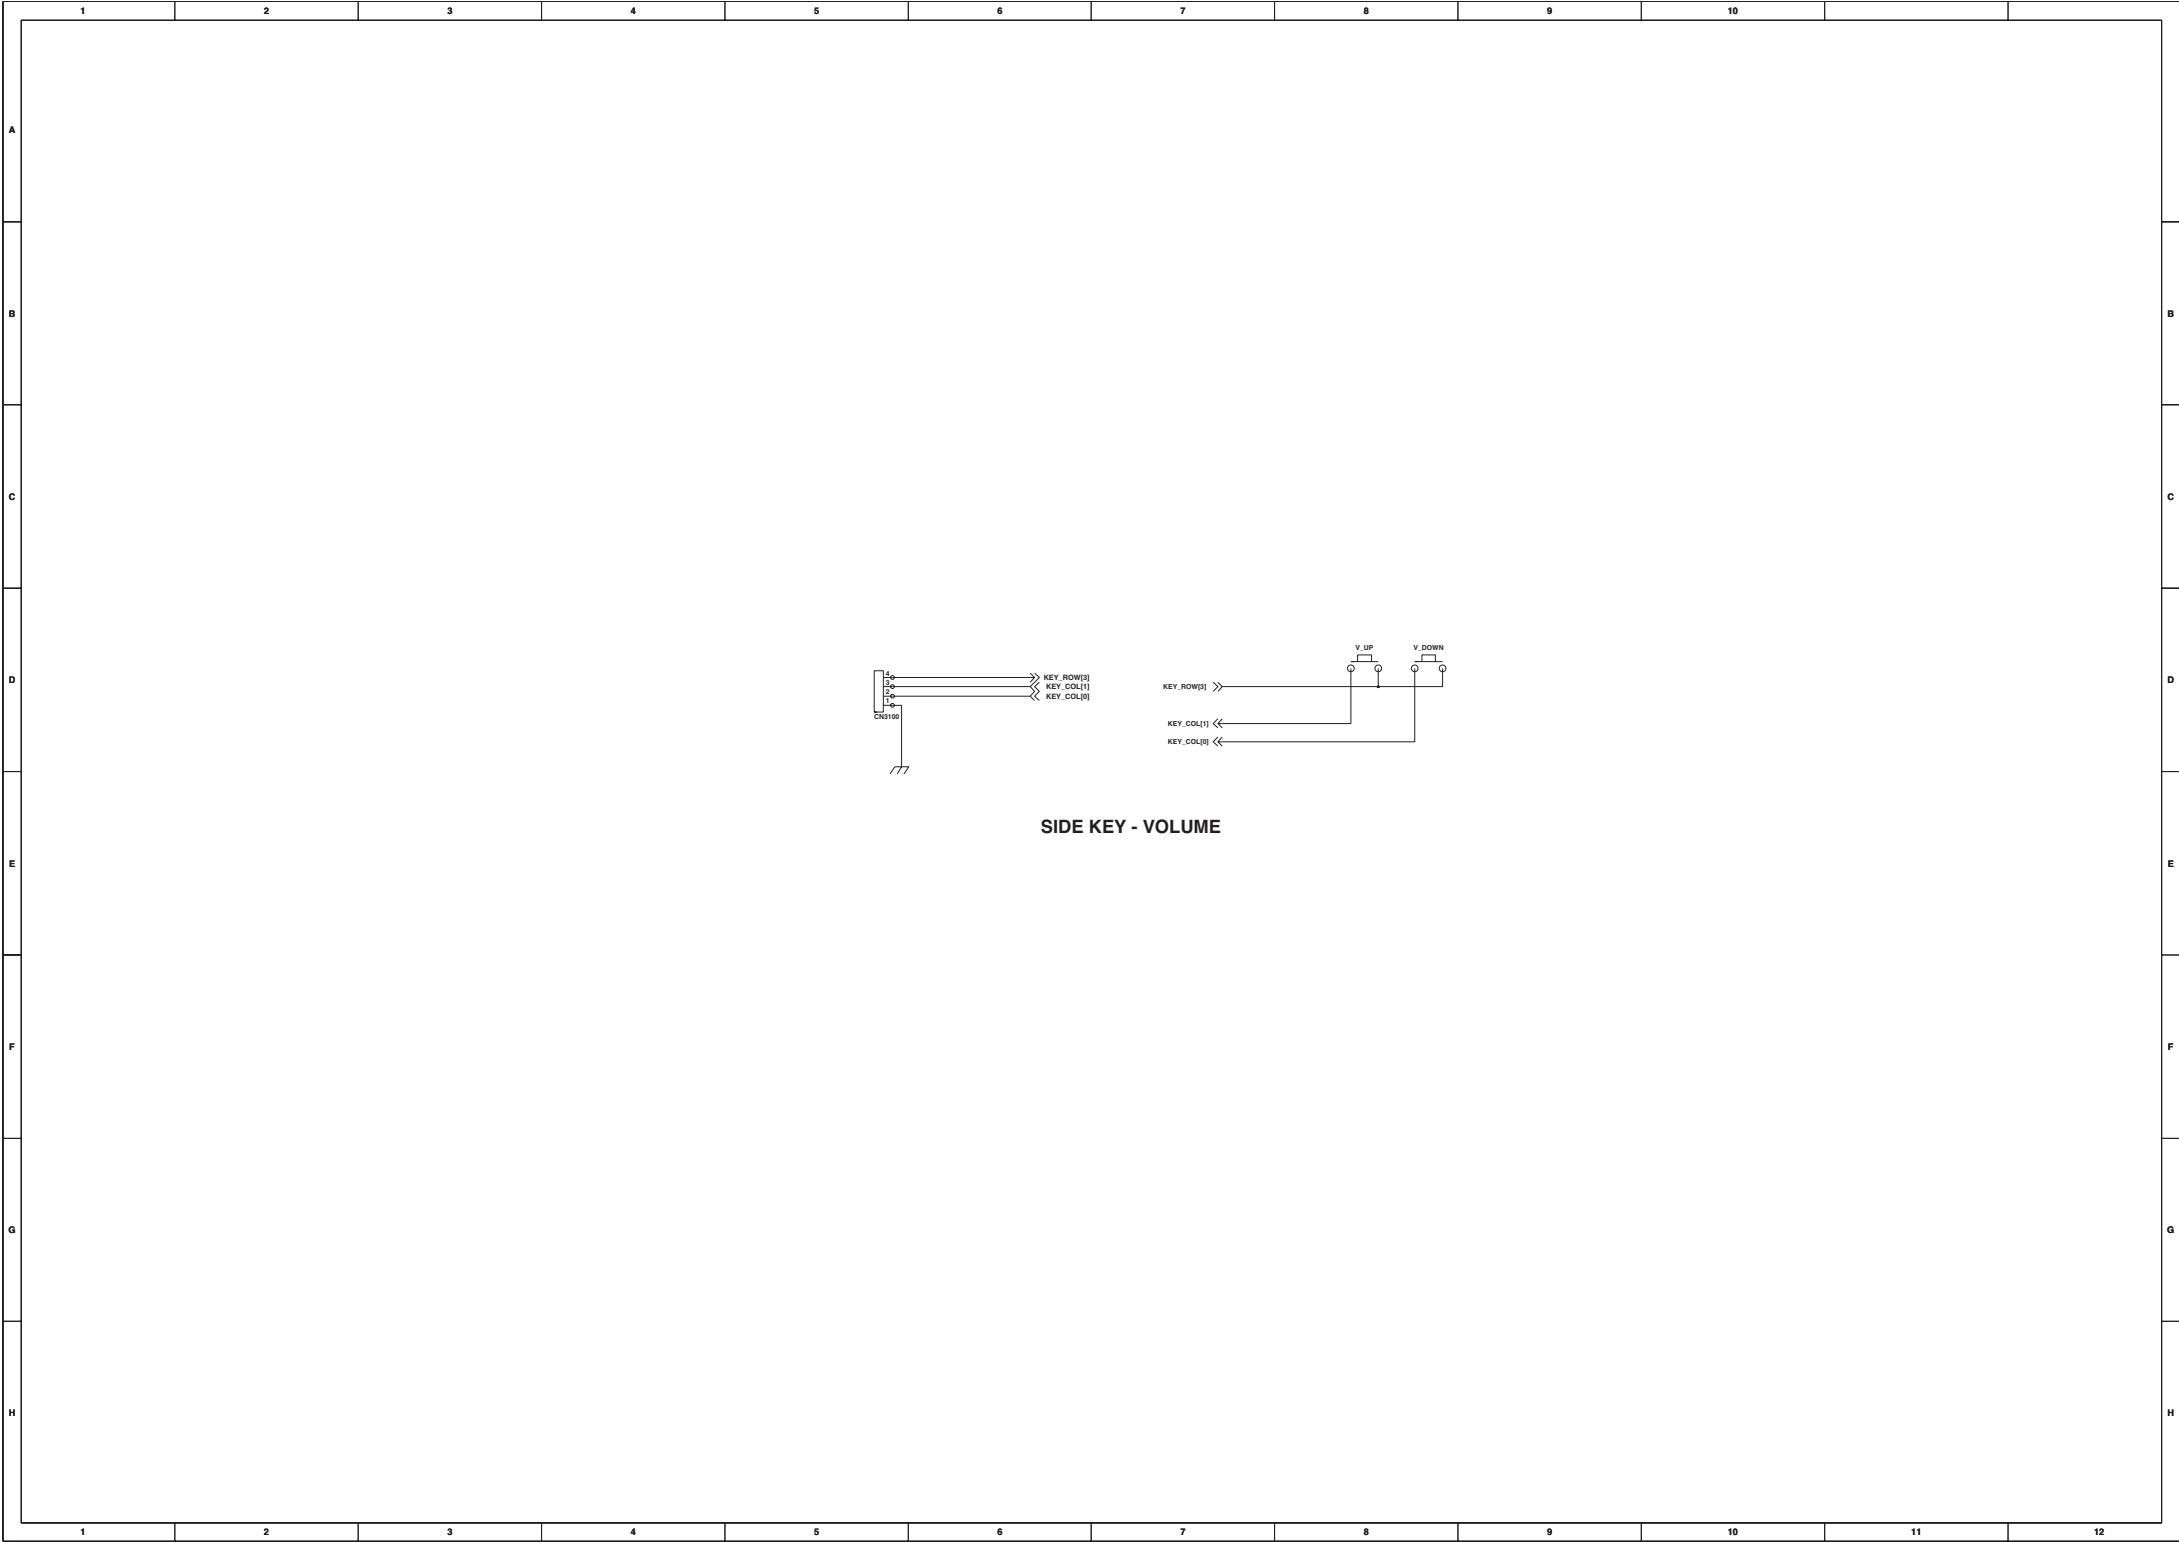 1 2 3 4 5 6 7 8 9 10
A
B B
C C
V_UP V_DOWN
4 KEY_ROW[3]
3 KEY_COL[1]
2 KEY_COL[0]
1
CN3100
KEY_ROW[3]
KEY_COL[1]
KEY_COL[0]
D D
SIDE KEY - VOLUME
E E
F F
G G
H H
1 2 3 4 5 6 7 8 9 10 11 12